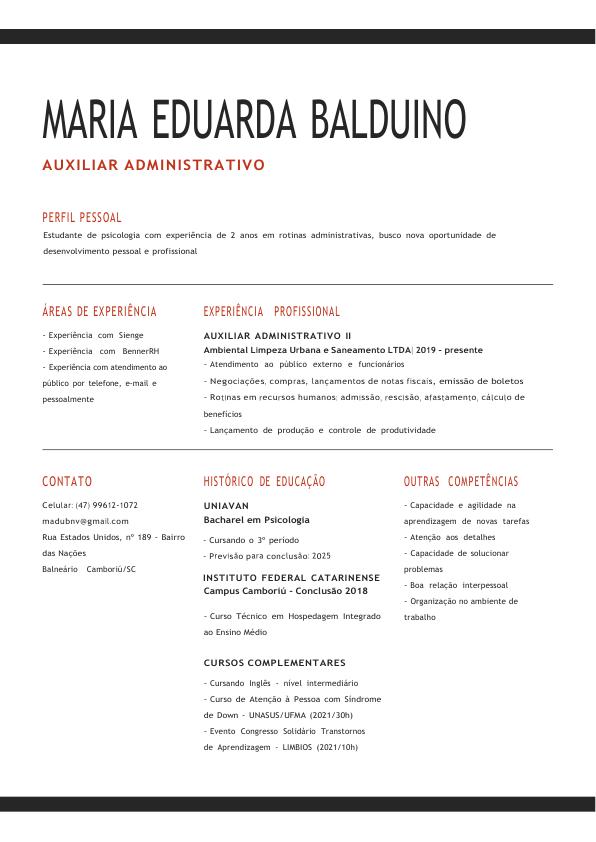 MARIA EDUARDA BALDUINO
AUXILIAR ADMINISTRATIVO
PERFIL PESSOAL
Estudante de psicologia com experiência de 2 anos em rotinas administrativas, busco nova oportunidade de
desenvolvimento pessoal e profissional
ÁREAS DE EXPERIÊNCIA
- Experiência com Sienge
- Experiência com BennerRH
- Experiência com atendimento ao
público por telefone, e-mail e
pessoalmente
EXPERIÊNCIA PROFISSIONAL
AUXILIAR ADMINISTRATIVO II
Ambiental Limpeza Urbana e Saneamento LTDA| 2019 – presente
- Atendimento ao público externo e funcionários
- Negociações, compras, lançamentos de notas fiscais, emissão de boletos
- Rotinas em recursos humanos: admissão, rescisão, afastamento, cálculo de
benefícios
- Lançamento de produção e controle de produtividade
CONTATO
Celular: (47) 99612-1072
madubnv@gmail.com
Rua Estados Unidos, nº 189 – Bairro
das Nações
Balneário Camboriú/SC
HISTÓRICO DE EDUCAÇÃO
UNIAVAN
Bacharel em Psicologia
- Cursando o 3º período
- Previsão para conclusão: 2025
INSTITUTO FEDERAL CATARINENSE
Campus Camboriú – Conclusão 2018
- Curso Técnico em Hospedagem Integrado
ao Ensino Médio
CURSOS COMPLEMENTARES
- Cursando Inglês - nível intermediário
- Curso de Atenção à Pessoa com Síndrome
de Down - UNASUS/UFMA (2021/30h)
- Evento Congresso Solidário Transtornos
de Aprendizagem - LIMBIOS (2021/10h)
OUTRAS COMPETÊNCIAS
- Capacidade e agilidade na
aprendizagem de novas tarefas
- Atenção aos detalhes
- Capacidade de solucionar
problemas
- Boa relação interpessoal
- Organização no ambiente de
trabalho